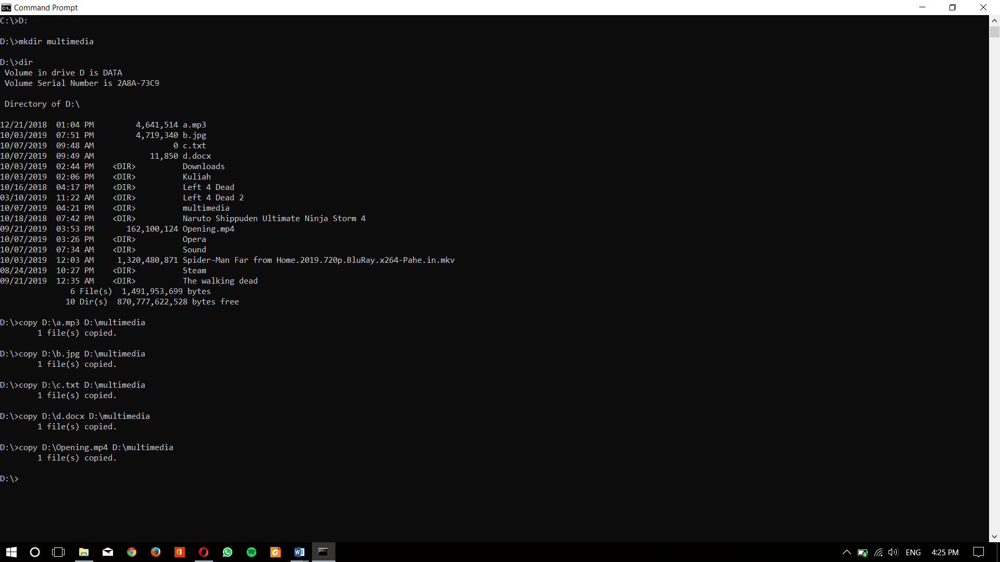 Command Prompt
C:\>D:
D:\>mkdir multimedia
D:\>dir
 Volume in drive D is DATA
 Volume Serial Number is 2A8A-73C9
 Directory of D:\
12/21/2018  01:04 PM         4,641,514 a.mp3
10/03/2019  07:51 PM         4,719,340 b.jpg
10/07/2019  09:48 AM                 0 c.txt
10/07/2019  09:49 AM            11,850 d.docx
10/03/2019  02:44 PM    <DIR>          Downloads
10/03/2019  02:06 PM    <DIR>          Kuliah
10/16/2018  04:17 PM    <DIR>          Left 4 Dead
03/10/2019  11:22 AM    <DIR>          Left 4 Dead 2
10/07/2019  04:21 PM    <DIR>          multimedia
10/18/2018  07:42 PM    <DIR>          Naruto Shippuden Ultimate Ninja Storm 4
09/21/2019  03:53 PM       162,100,124 Opening.mp4
10/07/2019  03:26 PM    <DIR>          Opera
10/07/2019  07:34 AM    <DIR>          Sound
10/03/2019  12:03 AM     1,320,480,871 Spider-Man Far from Home.2019.720p.BluRay.x264-Pahe.in.mkv
08/24/2019  10:27 PM    <DIR>          Steam
09/21/2019  12:35 AM    <DIR>          The walking dead
               6 File(s)  1,491,953,699 bytes
              10 Dir(s)  870,777,622,528 bytes free
D:\>copy D:\a.mp3 D:\multimedia
        1 file(s) copied.
D:\>copy D:\b.jpg D:\multimedia
        1 file(s) copied.
D:\>copy D:\c.txt D:\multimedia
        1 file(s) copied.
D:\>copy D:\d.docx D:\multimedia
        1 file(s) copied.
D:\>copy D:\Opening.mp4 D:\multimedia
        1 file(s) copied.
D:\>
ENG 4:25 PM